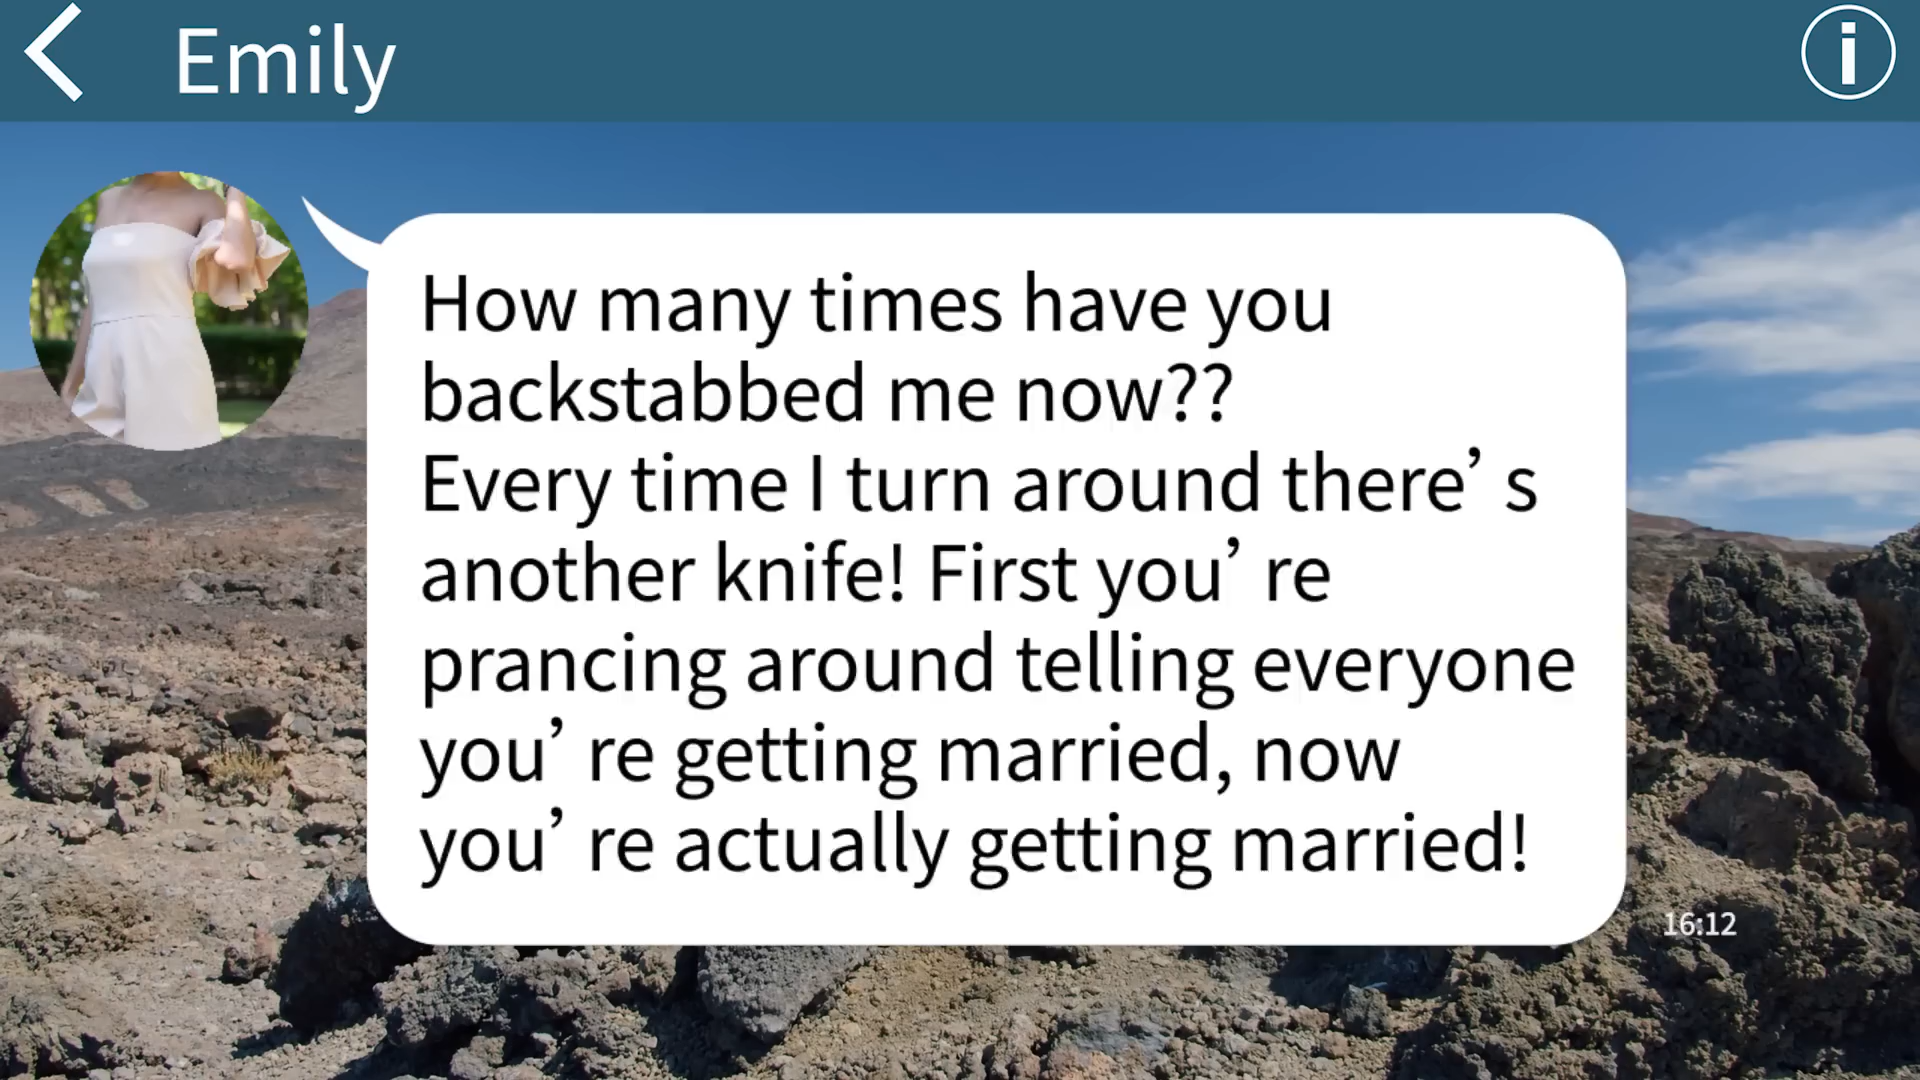 Emily
How many times have you
backstabbed me now??
Every time I turn around there’s
another knife! First you’re
prancing around telling everyone
you’re getting married, now
you’re actually getting married!
16:12